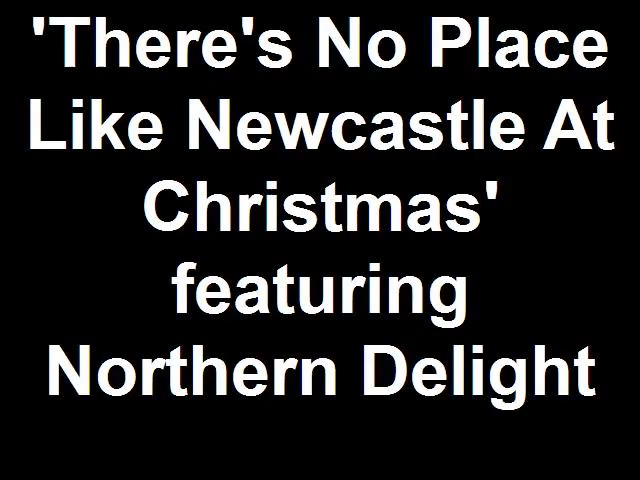 'There's No Place
Like Newcastle At
Christmas'
featuring
Northern Delight